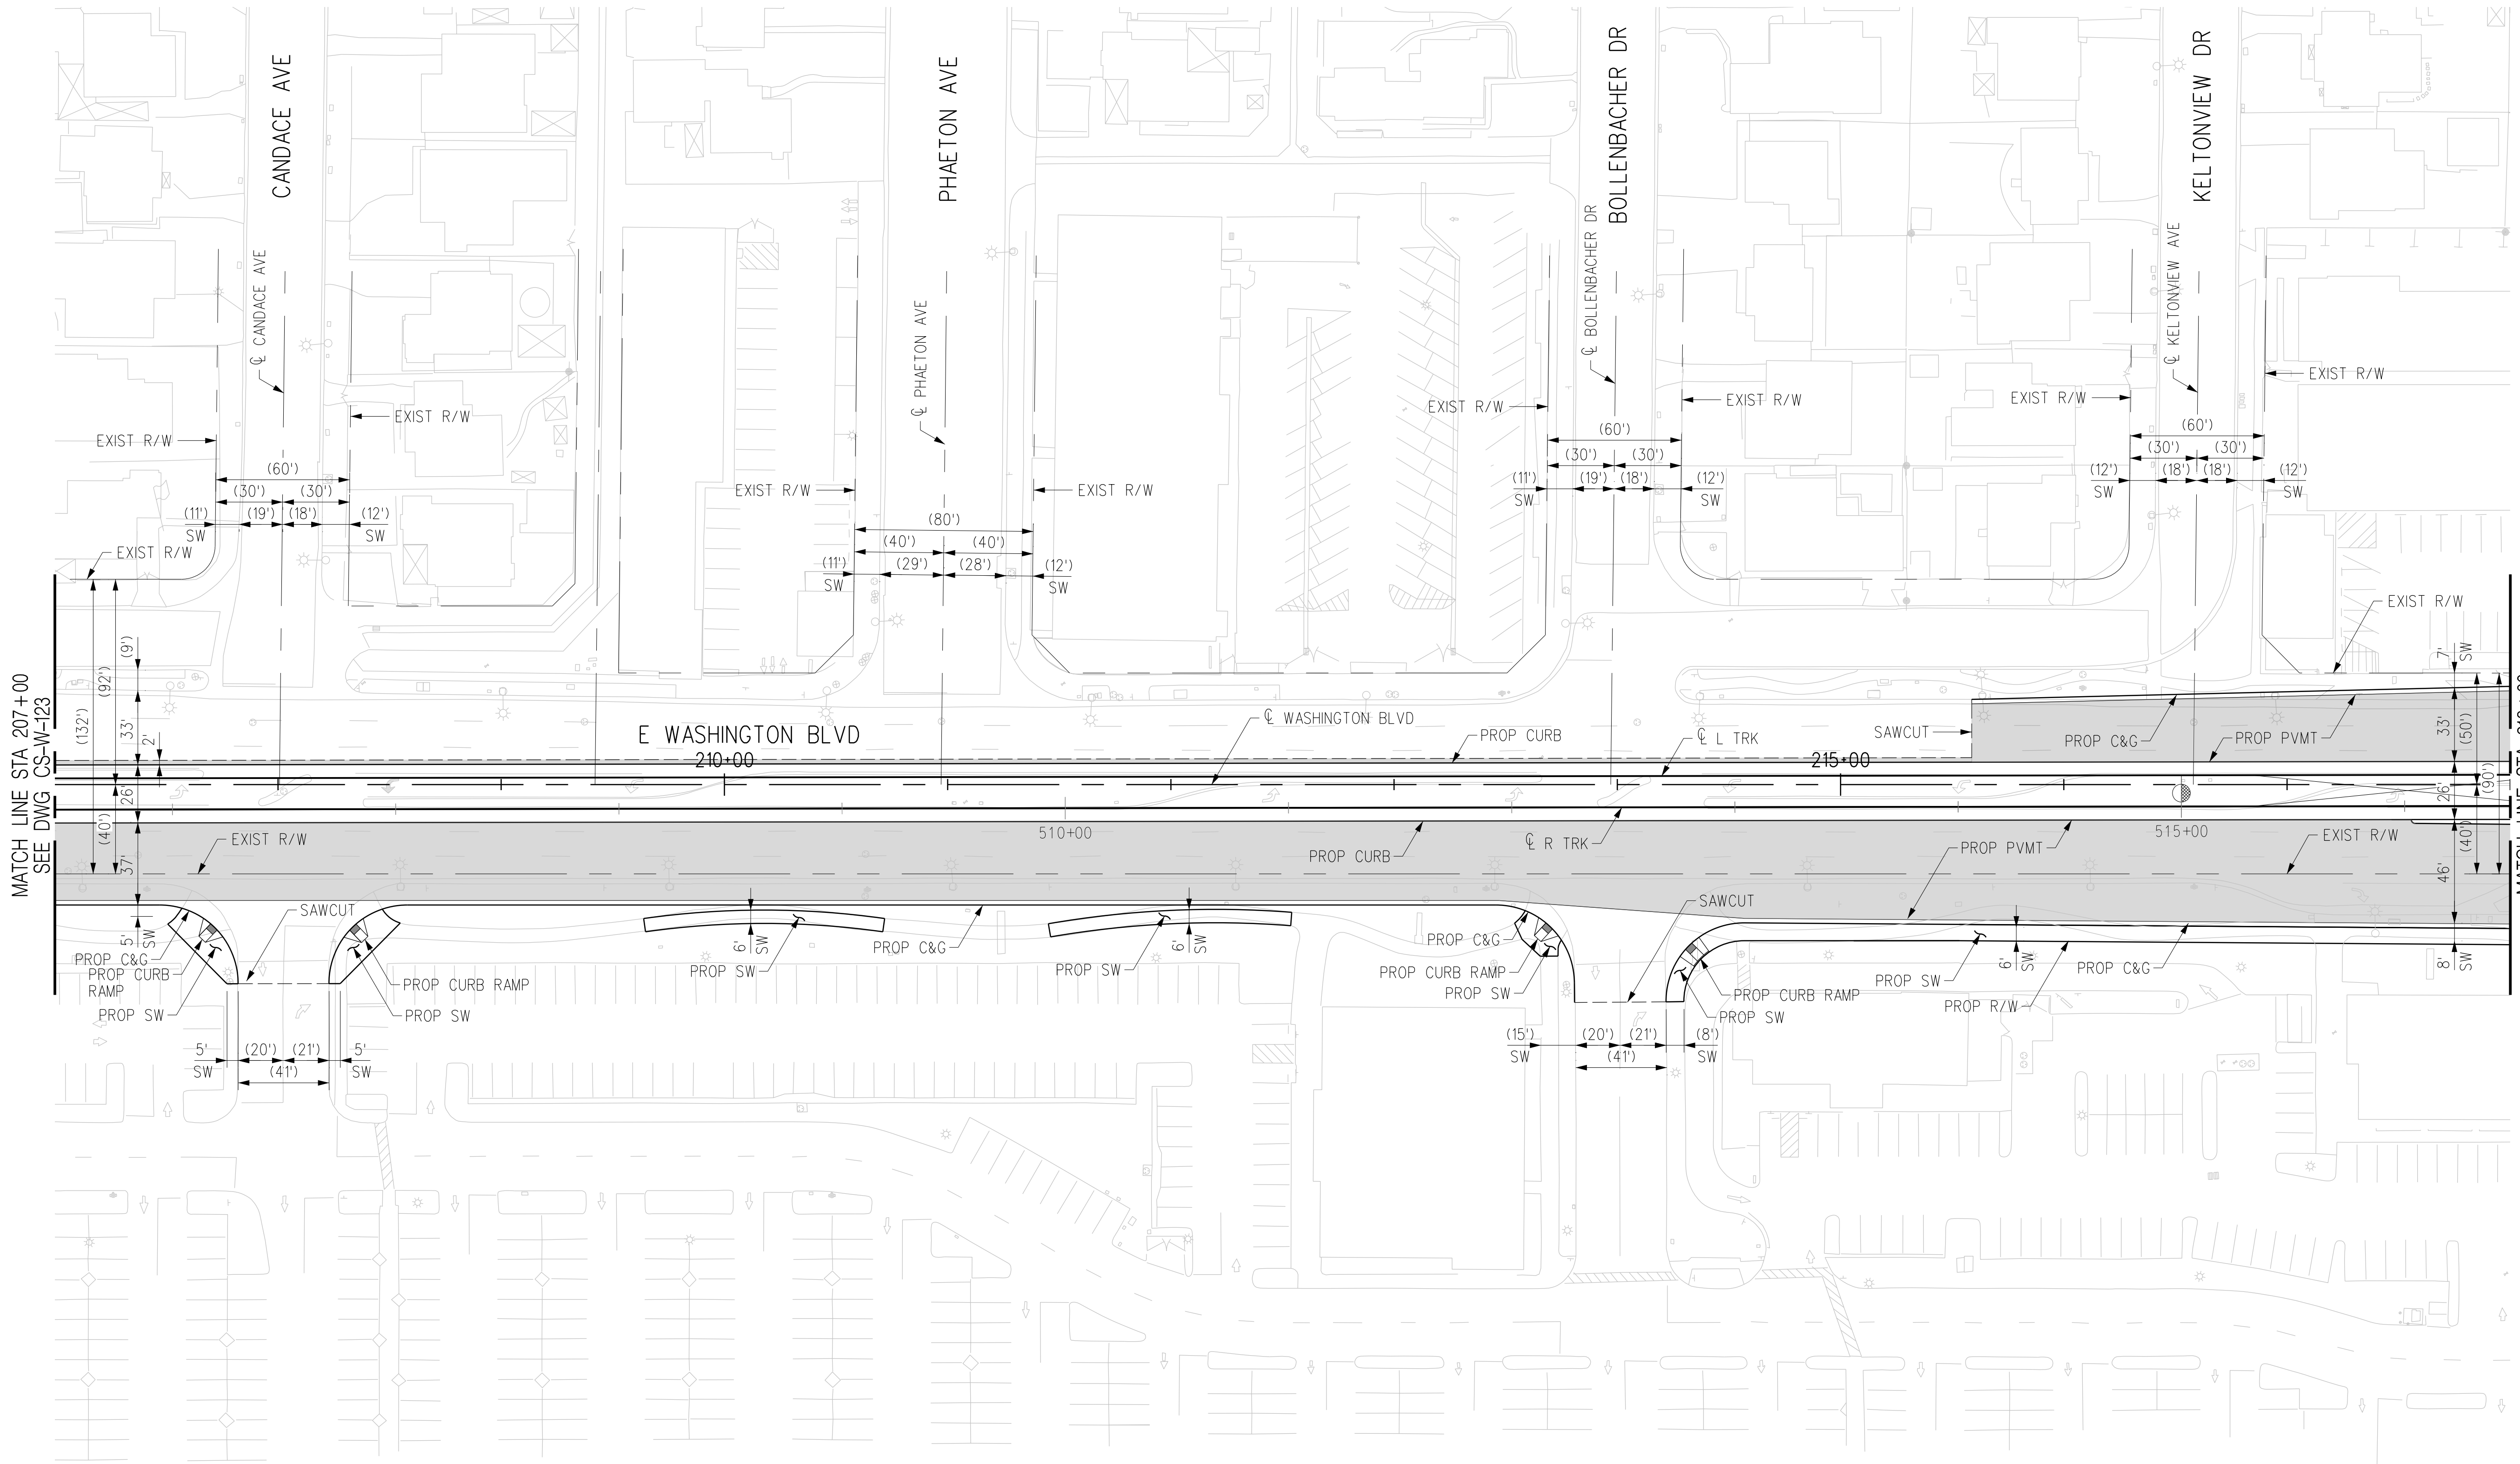 CANDACE AVE
PHAETON AVE
BOLLENBACHER DR
KELTONVIEW DR
℄ CANDACE AVE
℄ PHAETON AVE
℄ BOLLENBACHER DR
℄ KELTONVIEW AVE
EXIST R/W
EXIST R/W
(60')
(30') (30')
(11') SW
(19') (18')
(12') SW
EXIST R/W
EXIST R/W
EXIST R/W
(80')
(40') (40')
(11') SW
(29') (28')
(12') SW
EXIST R/W
EXIST R/W
(60')
(30') (30')
(11') SW
(19') (18')
(12') SW
EXIST R/W
EXIST R/W
(60')
(30') (30')
(12') SW
(18') (18')
(12') SW
EXIST R/W
MATCH LINE STA 207+00
SEE DWG CS-W-123
(132')
(92')
(40')
(9')
33'
2'
26'
37'
5' SW
E WASHINGTON BLVD
210+00
℄ WASHINGTON BLVD
PROP CURB
℄ L TRK
215+00
SAWCUT
PROP C&G
PROP PVMT
7' SW
33'
(50')
(90')
26'
(40')
46'
8' SW
EXIST R/W
510+00
PROP CURB
℄ R TRK
PROP PVMT
515+00
EXIST R/W
PROP C&G
PROP CURB
RAMP
PROP SW
SAWCUT
PROP CURB RAMP
PROP SW
6' SW
PROP SW
PROP C&G
6' SW
PROP SW
PROP C&G
PROP CURB RAMP
PROP SW
SAWCUT
PROP CURB RAMP
PROP SW
6' SW
PROP SW
PROP C&G
PROP R/W
5' SW
(20') (21')
5' SW
(41')
(15') SW
(20') (21')
(8') SW
(41')
MATCH LINE STA